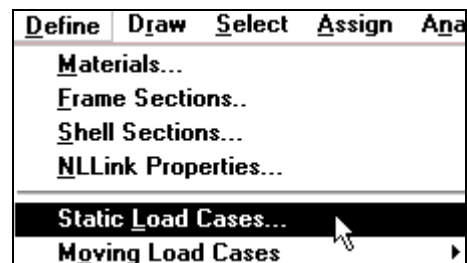 Define Draw Select Assign Ana
Materials...
Frame Sections..
Shell Sections...
NLLink Properties...
Static Load Cases...
Moving Load Cases